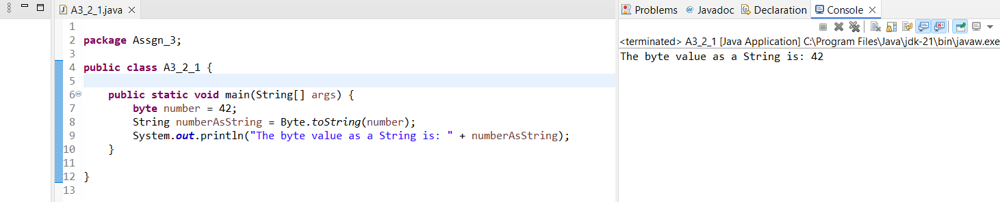 A3_2_1.java
1
2 package Assgn_3;
3
4 public class A3_2_1 {
5
6 public static void main(String[] args) {
7 byte number = 42;
8 String numberAsString = Byte.toString(number);
9 System.out.println("The byte value as a String is: " + numberAsString);
10 }
11
12 }
13
Problems @ Javadoc Declaration Console
<terminated> A3_2_1 [Java Application] C:\Program Files\Java\jdk-21\bin\javaw.exe
The byte value as a String is: 42